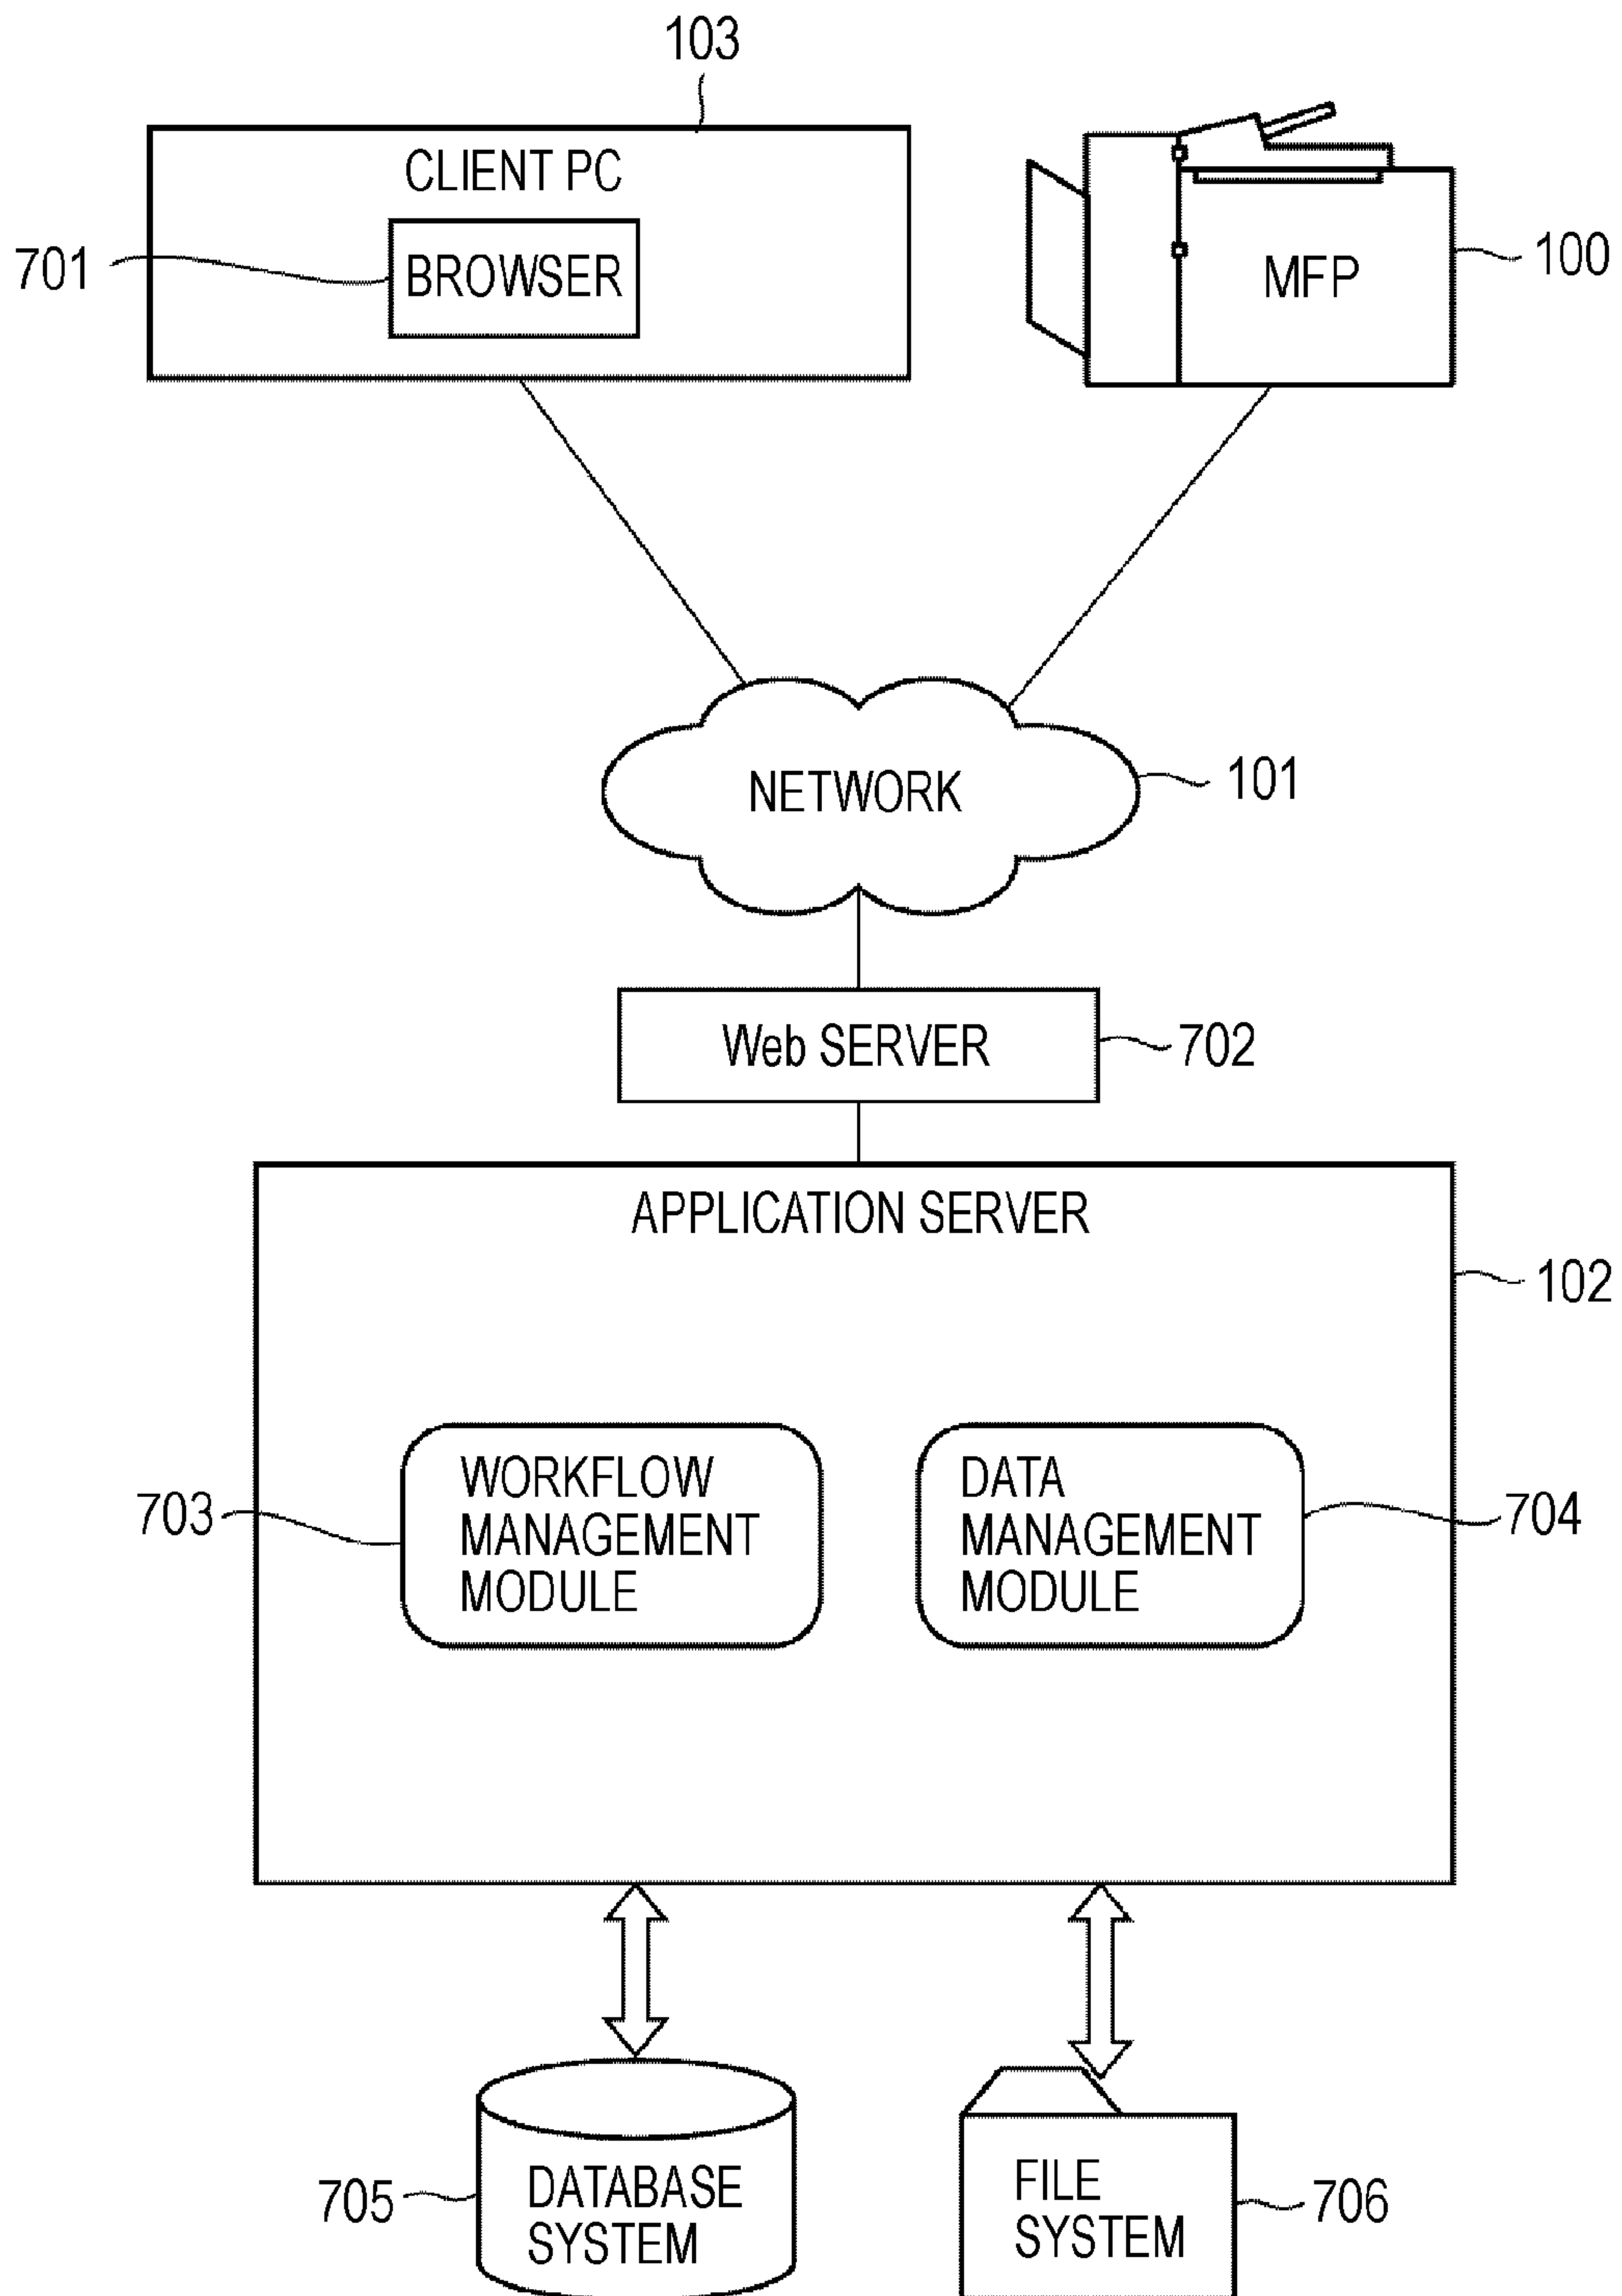 103
CLIENT PC
701
BROWSER
MFP
100
NETWORK
101
Web SERVER
702
APPLICATION SERVER
102
703
WORKFLOW
MANAGEMENT
MODULE
DATA
MANAGEMENT
MODULE
704
705
DATABASE
SYSTEM
FILE
SYSTEM
706